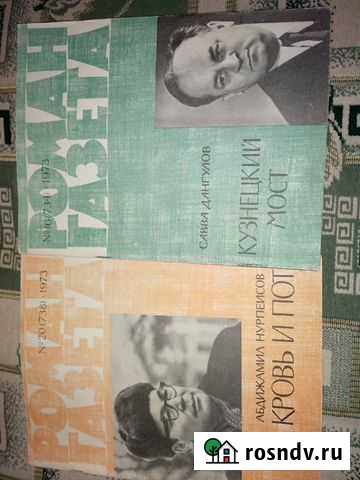 РОМАН
ГАЗЕТА
№16(734)·1973
САВВА ДАНГУЛОВ
КУЗНЕЦКИЙ
МОСТ
РОМАН
ГАЗЕТА
№20(738)·1973
АБДИЖАМИЛ НУРПЕИСОВ
КРОВЬ И ПОТ
rosndv.ru